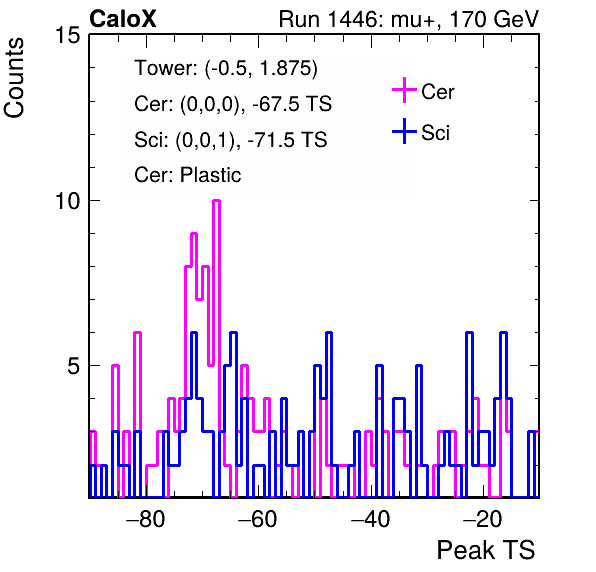 CaloX Run 1446: mu+, 170 GeV
Counts
15
Tower: (-0.5, 1.875)
Cer: (0,0,0), -67.5 TS
Sci: (0,0,1), -71.5 TS
Cer: Plastic
Cer
Sci
10
5
−80 −60 −40 −20
Peak TS